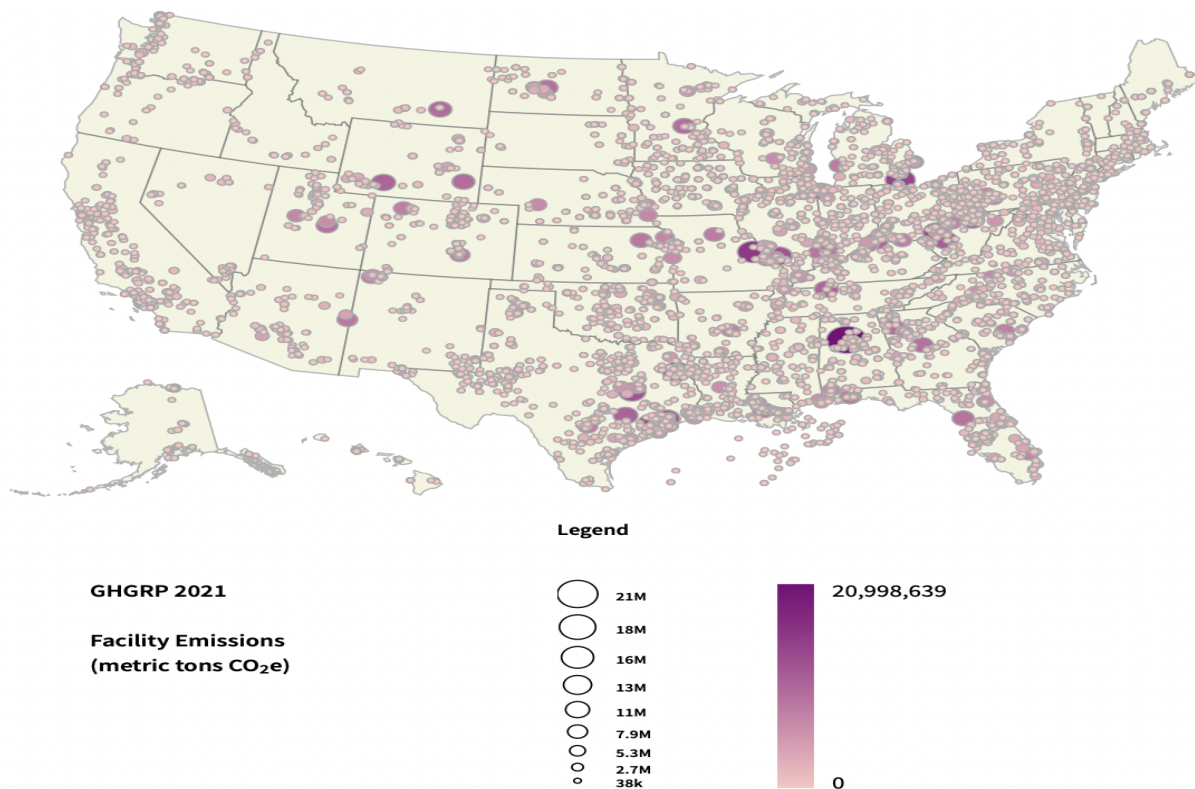 Legend
GHGRP 2021
Facility Emissions
(metric tons CO₂e)
21M
18M
16M
13M
11M
7.9M
5.3M
2.7M
38k
20,998,639
0